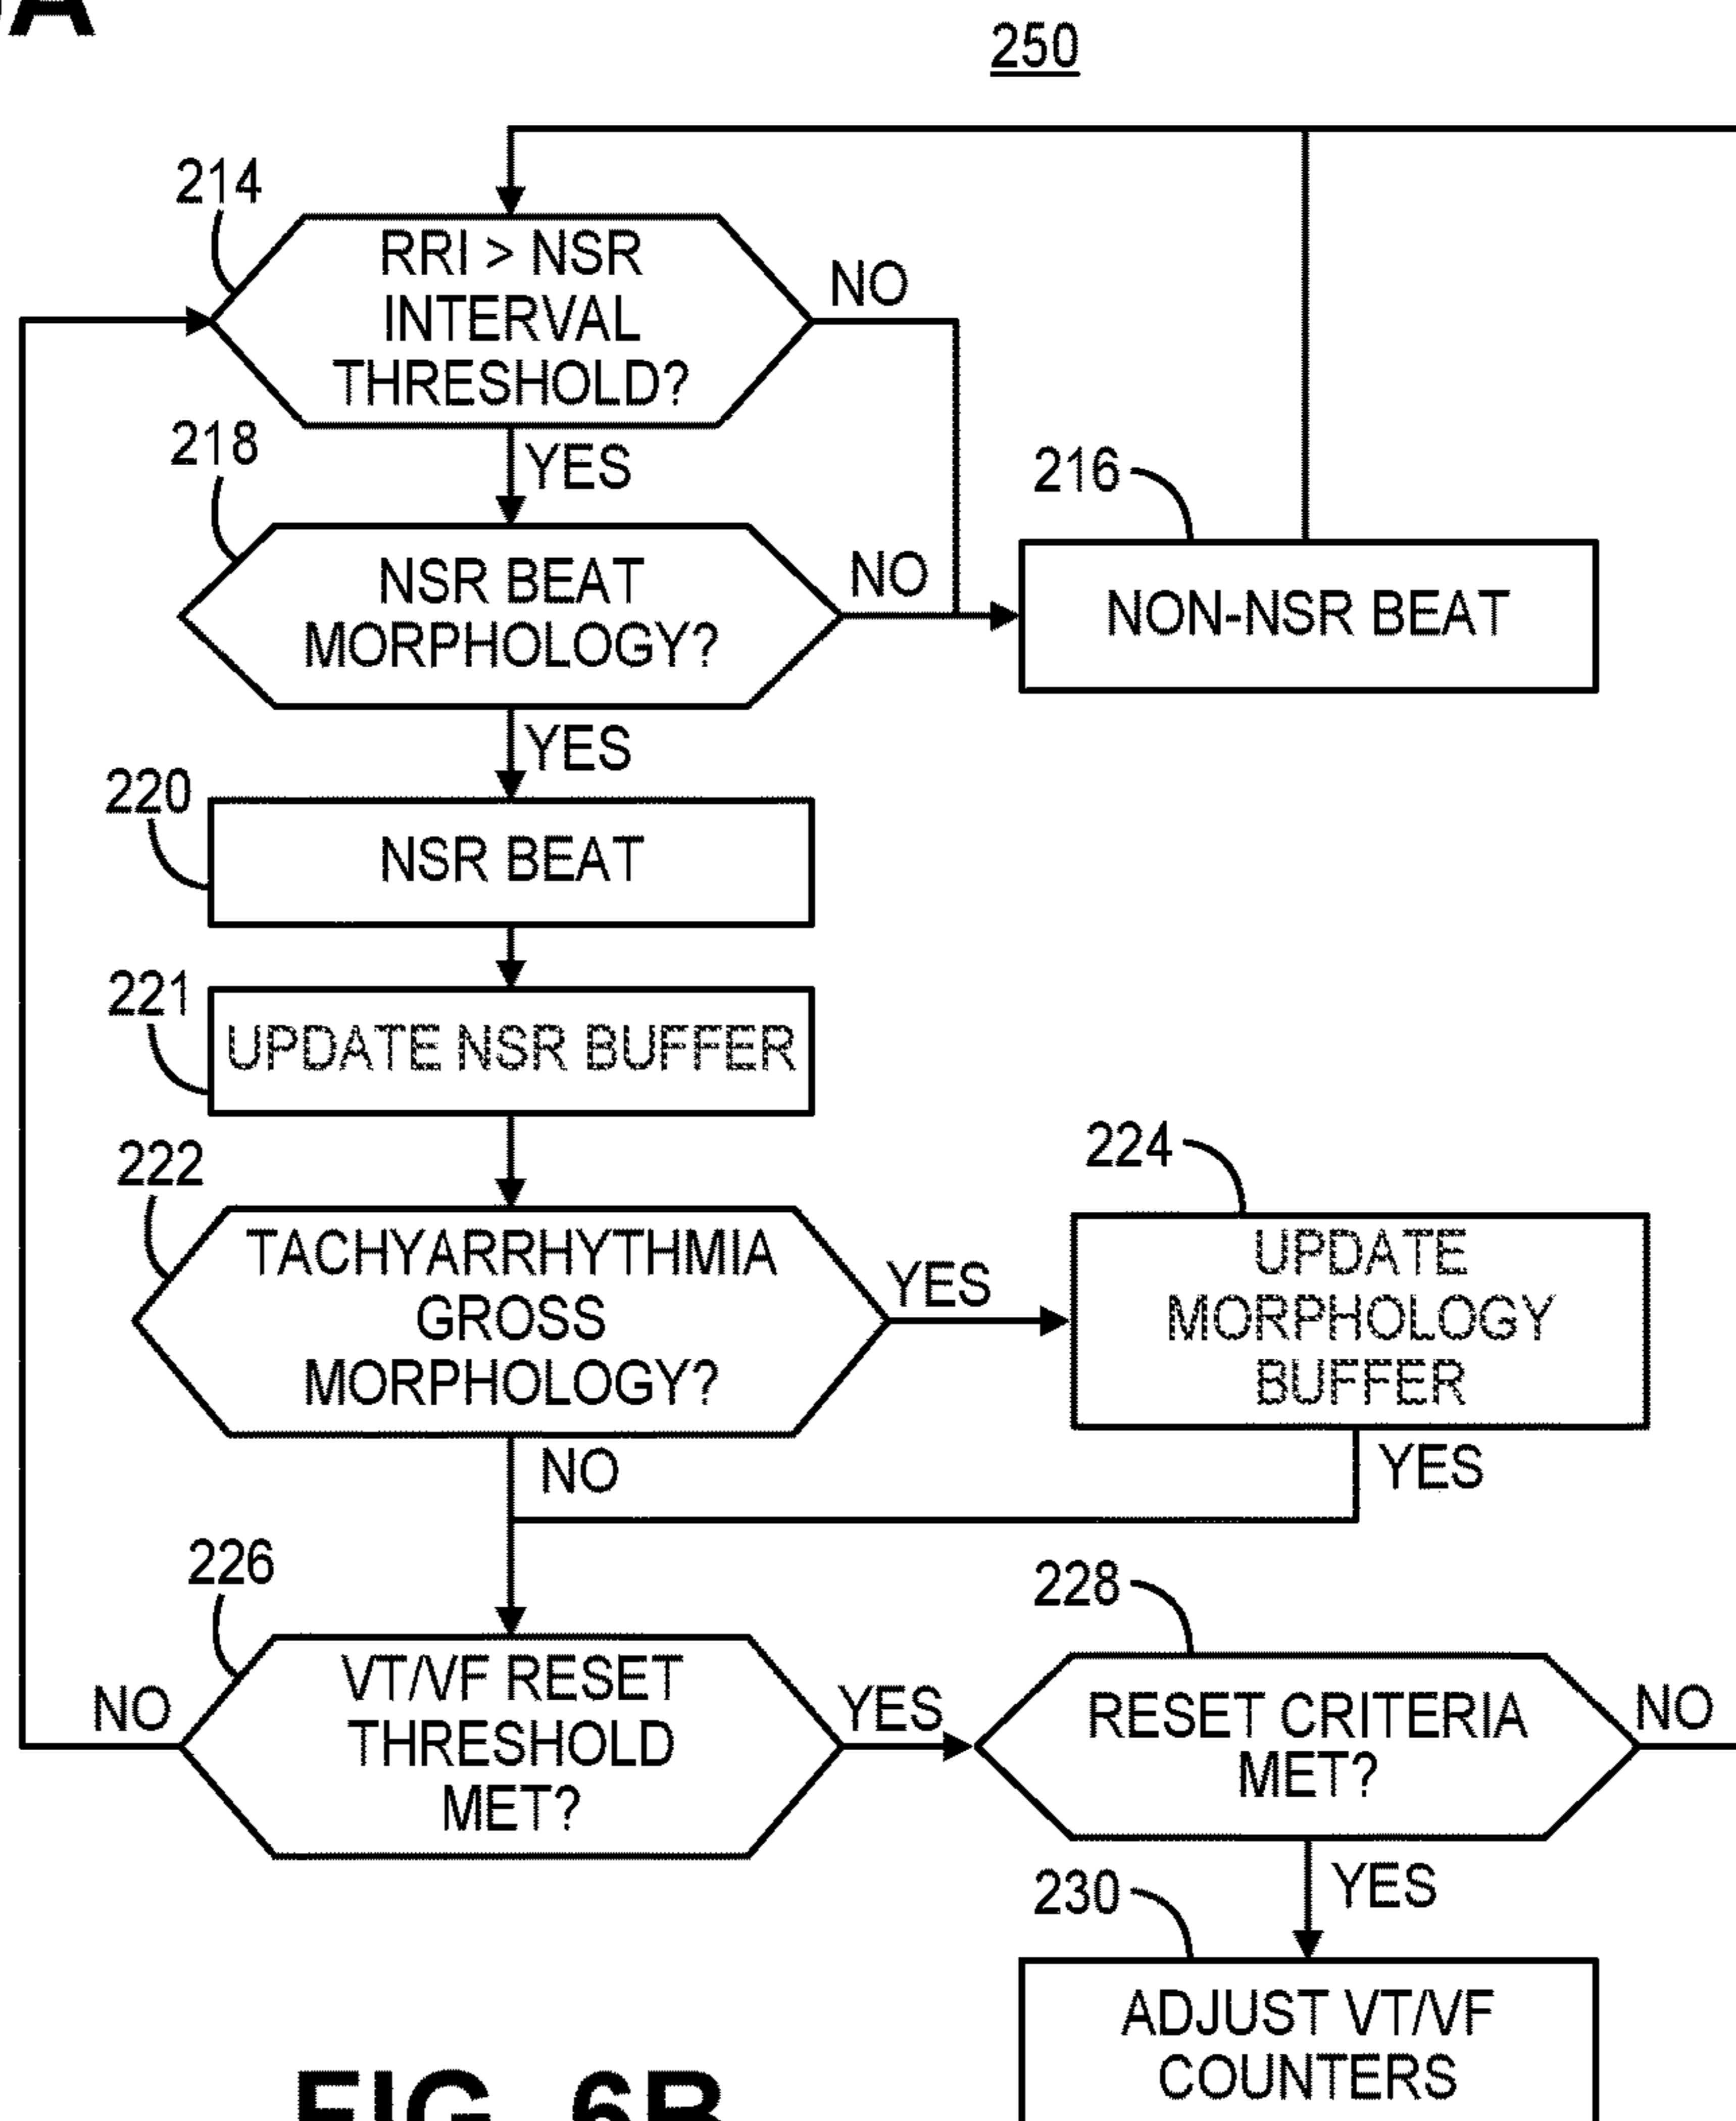 250
214
RRI > NSR
INTERVAL
THRESHOLD?
NO
YES
218
NSR BEAT
MORPHOLOGY?
NO
216
NON-NSR BEAT
YES
220
NSR BEAT
221
UPDATE NSR BUFFER
222
TACHYARRHYTHMIA
GROSS
MORPHOLOGY?
YES
224
UPDATE
MORPHOLOGY
BUFFER
YES
NO
226
VT/VF RESET
THRESHOLD
MET?
NO
YES
228
RESET CRITERIA
MET?
NO
YES
230
ADJUST VT/VF
COUNTERS
FIG. 6B